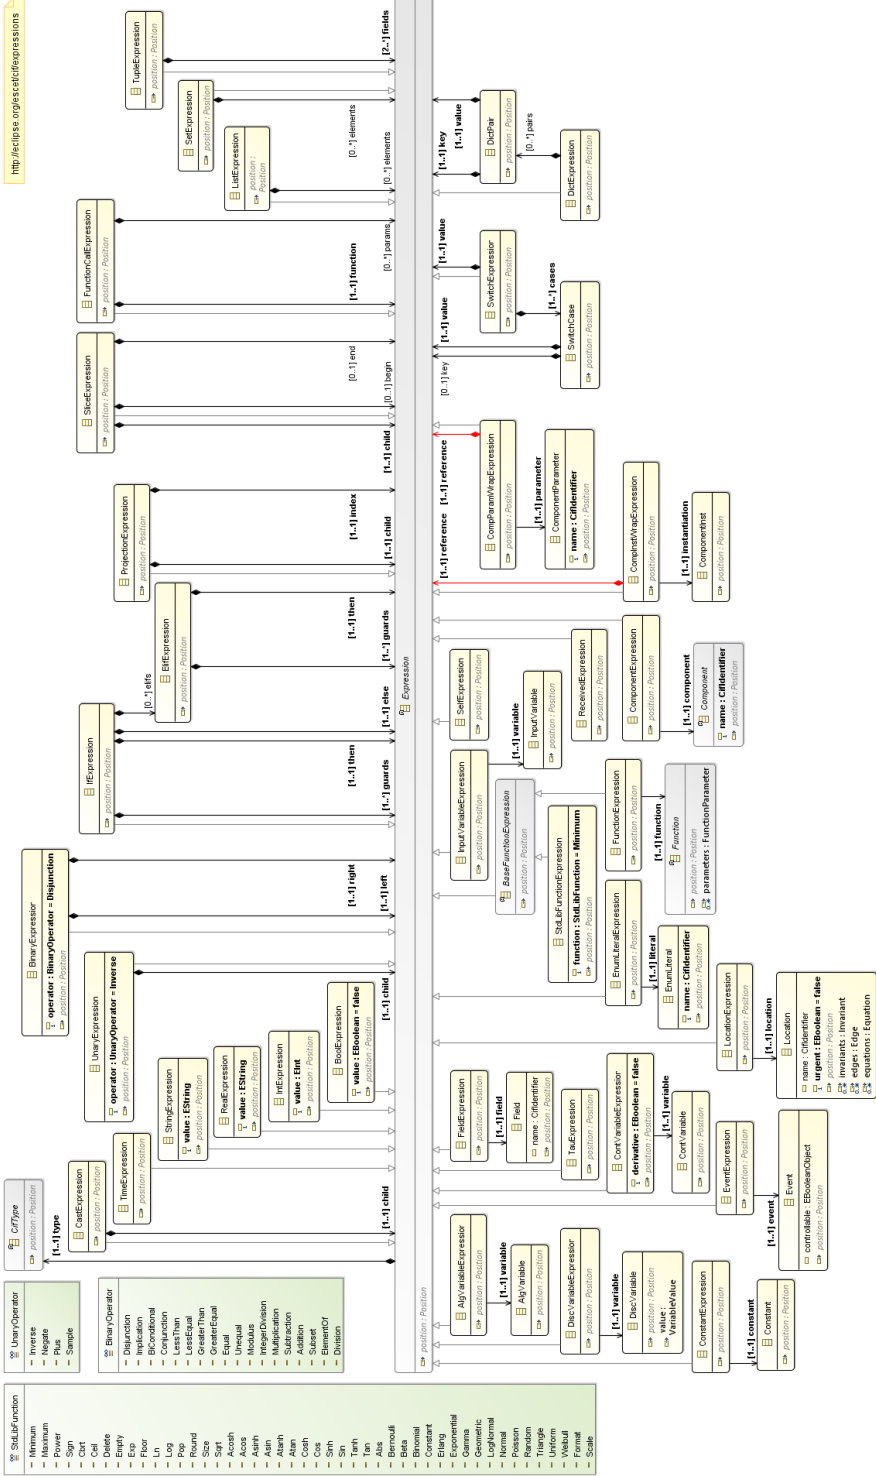 StdLibFunction
Minimum
Maximum
Power
Sign
Cbrt
Ceil
Delete
Empty
Exp
Floor
Ln
Log
Pop
Round
Size
Sqrt
Acosh
Acos
Asinh
Asin
Atanh
Atan
Cosh
Cos
Sinh
Sin
Tanh
Tan
Abs
Bernoulli
Beta
Binomial
Constant
Erlang
Exponential
Gamma
Geometric
LogNormal
Normal
Poisson
Random
Triangle
Uniform
Weibull
Format
Scale
UnaryOperator
Inverse
Negate
Plus
Sample
BinaryOperator
Disjunction
Implication
BiConditional
Conjunction
LessThan
LessEqual
GreaterThan
GreaterEqual
Equal
Unequal
Modulus
IntegerDivision
Multiplication
Subtraction
Addition
Subset
ElementOf
Division
CifType
position : Position
[1..1] type
CastExpression
position : Position
[1..1] child
TimeExpression
position : Position
StringExpression
value : EString
position : Position
RealExpression
value : EString
position : Position
IntExpression
value : EInt
position : Position
BoolExpression
value : EBoolean = false
position : Position
UnaryExpression
operator : UnaryOperator = Inverse
position : Position
[1..1] child
BinaryExpression
operator : BinaryOperator = Disjunction
position : Position
[1..1] left
[1..1] right
IfExpression
position : Position
[1..*] guards
[1..1] then
[1..1] else
[0..*] elifs
ElifExpression
position : Position
[1..*] guards
[1..1] then
ProjectionExpression
position : Position
[1..1] child
[1..1] index
SliceExpression
position : Position
[1..1] child
[0..1] begin
[0..1] end
FunctionCallExpression
position : Position
[1..1] function
[0..*] params
ListExpression
position :
Position
[0..*] elements
SetExpression
position : Position
[0..*] elements
TupleExpression
position : Position
[2..*] fields
http://eclipse.org/escet/cif/expressions
Expression
position : Position
AlgVariableExpression
position : Position
[1..1] variable
AlgVariable
position : Position
DiscVariableExpression
position : Position
[1..1] variable
DiscVariable
position : Position
value :
VariableValue
ConstantExpression
position : Position
[1..1] constant
Constant
position : Position
FieldExpression
position : Position
[1..1] field
Field
name : CifIdentifier
position : Position
TauExpression
position : Position
ContVariableExpression
derivative : EBoolean = false
position : Position
[1..1] variable
ContVariable
position : Position
EventExpression
position : Position
[1..1] event
Event
controllable : EBooleanObject
position : Position
LocationExpression
position : Position
[1..1] location
Location
name : CifIdentifier
urgent : EBoolean = false
position : Position
invariants : Invariant
edges : Edge
equations : Equation
EnumLiteralExpression
position : Position
[1..1] literal
EnumLiteral
name : CifIdentifier
position : Position
BaseFunctionExpression
position : Position
StdLibFunctionExpression
function : StdLibFunction = Minimum
position : Position
FunctionExpression
position : Position
[1..1] function
Function
position : Position
parameters : FunctionParameter
InputVariableExpression
position : Position
[1..1] variable
InputVariable
position : Position
SelfExpression
position : Position
ReceivedExpression
position : Position
ComponentExpression
position : Position
[1..1] component
Component
name : CifIdentifier
position : Position
CompInstWrapExpression
position : Position
[1..1] reference
[1..1] instantiation
ComponentInst
position : Position
CompParamWrapExpression
position : Position
[1..1] reference
[1..1] parameter
ComponentParameter
name : CifIdentifier
position : Position
SwitchExpression
position : Position
[1..1] value
[1..*] cases
SwitchCase
position : Position
[0..1] key
[1..1] value
DictPair
position : Position
[1..1] key
[1..1] value
[0..*] pairs
DictExpression
position : Position